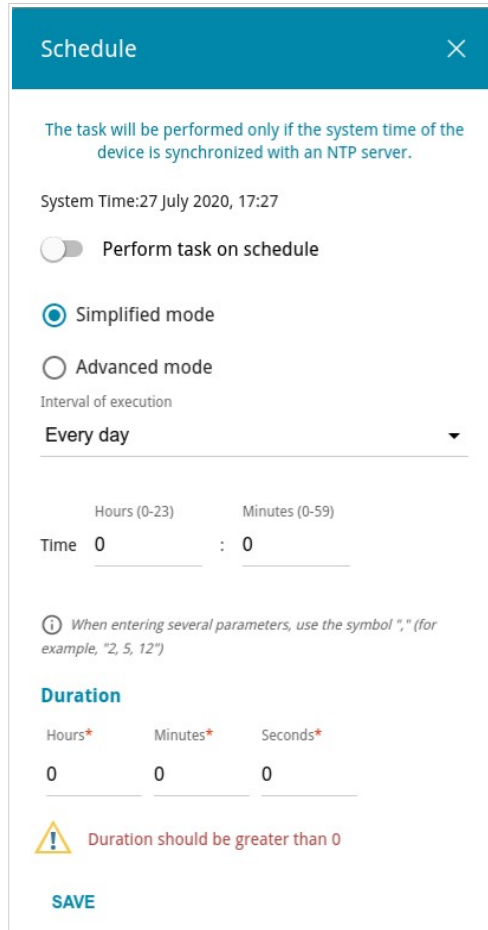 Schedule
The task will be performed only if the system time of the
device is synchronized with an NTP server.
System Time:27 July 2020, 17:27
Perform task on schedule
Simplified mode
Advanced mode
Interval of execution
Every day
Hours (0-23) Minutes (0-59)
Time 0 : 0
When entering several parameters, use the symbol "," (for
example, "2, 5, 12")
Duration
Hours* Minutes* Seconds*
0 0 0
Duration should be greater than 0
SAVE